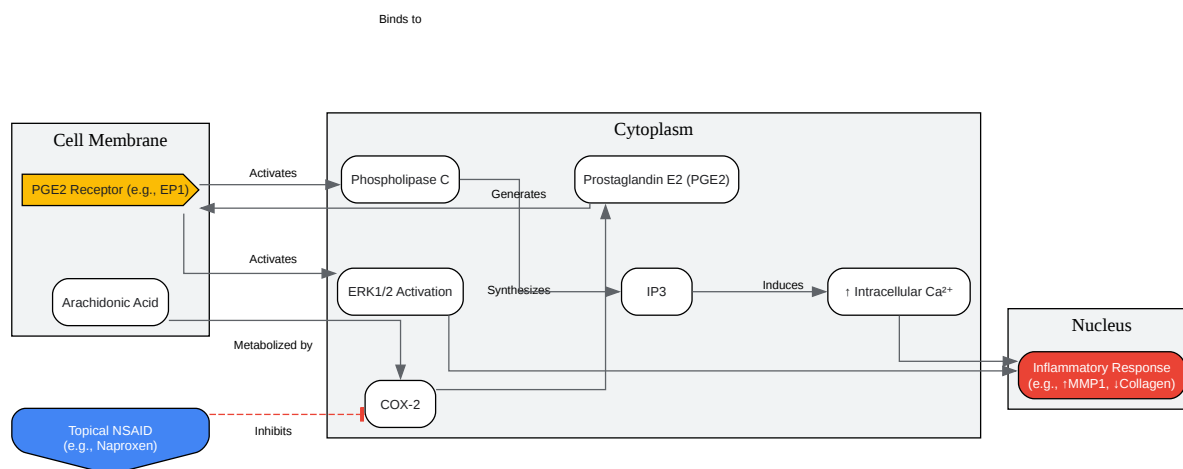 Binds to
Cell Membrane
Cytoplasm
PGE2 Receptor (e.g., EP1)
Activates
Phospholipase C
Generates
Prostaglandin E2 (PGE2)
Activates
Arachidonic Acid
ERK1/2 Activation
Synthesizes
IP3
Induces
↑ Intracellular Ca²⁺
Metabolized by
Nucleus
Inflammatory Response
(e.g., ↑MMP1, ↓Collagen)
COX-2
Topical NSAID
(e.g., Naproxen)
Inhibits